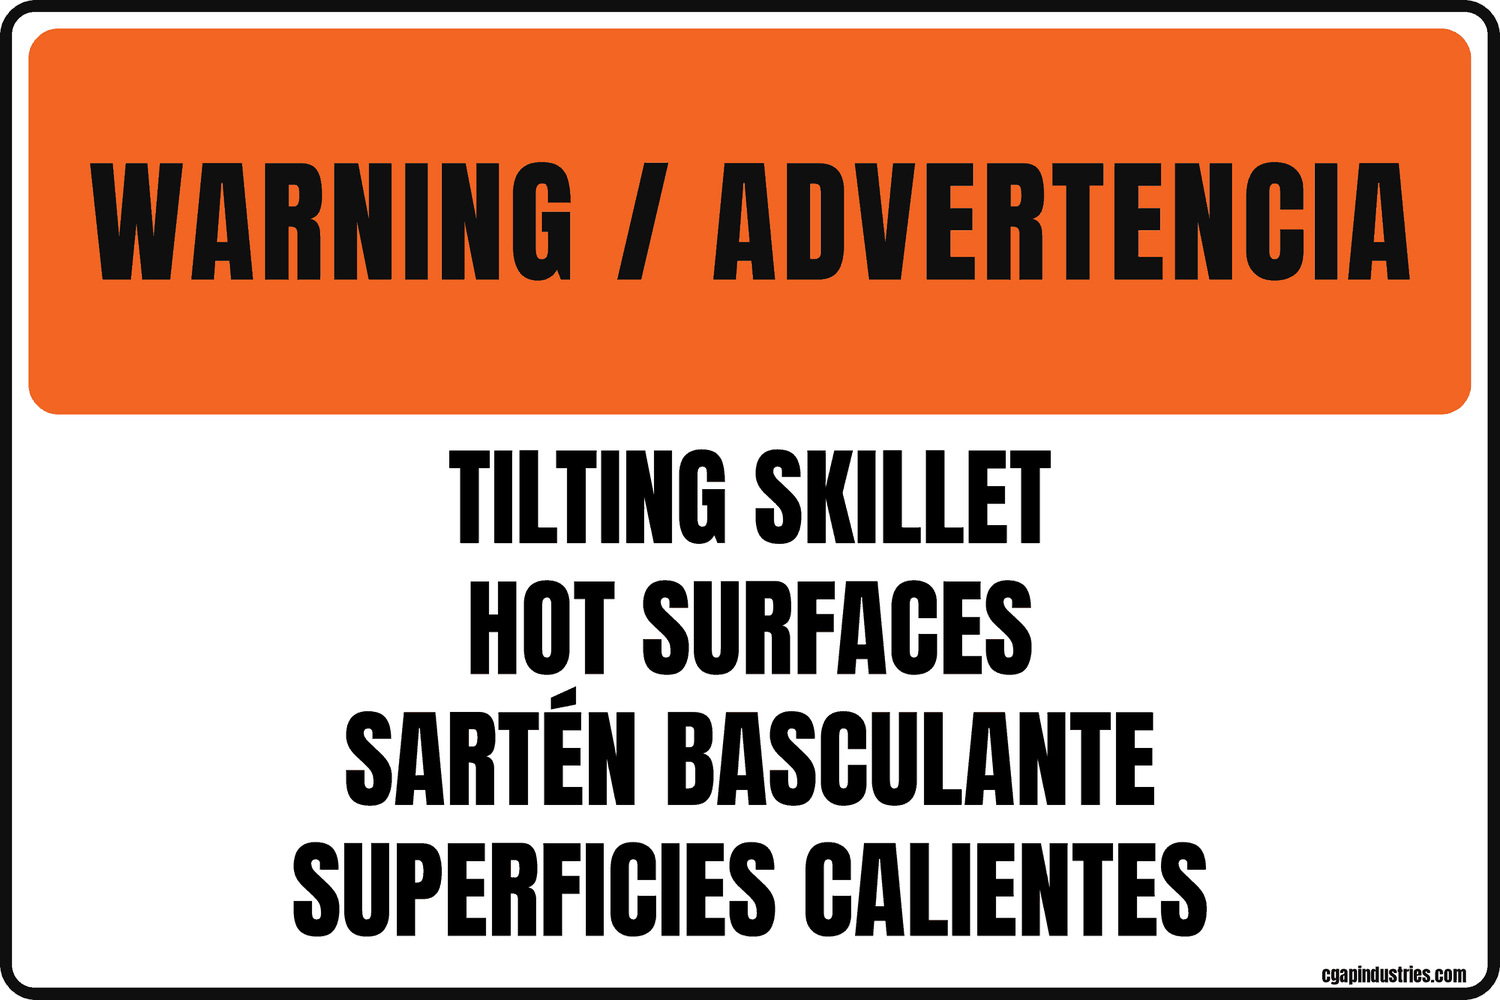 WARNING / ADVERTENCIA
TILTING SKILLET
HOT SURFACES
SARTÉN BASCULANTE
SUPERFICIES CALIENTES
cgapindustries.com